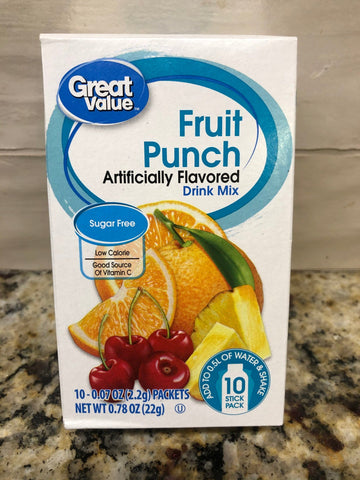 Great
Value
Fruit
Punch
Artificially Flavored
Drink Mix
Sugar Free
Low Calorie
Good Source
Of Vitamin C
ADD TO 0.5L OF WATER & SHAKE
10
STICK
PACK
10 - 0.07 OZ (2.2g) PACKETS
NET WT 0.78 OZ (22g) U